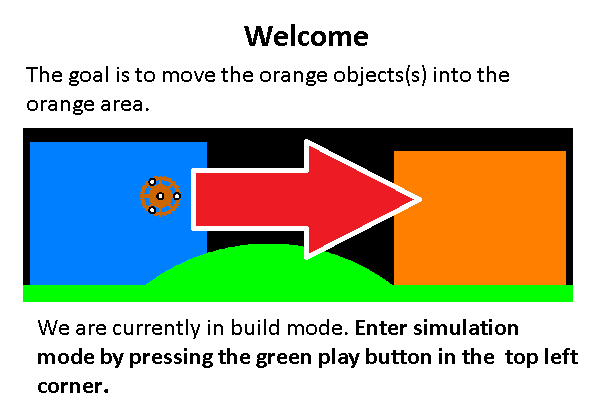 Welcome
The goal is to move the orange objects(s) into the
orange area.
We are currently in build mode. Enter simulation
mode by pressing the green play button in the top left
corner.